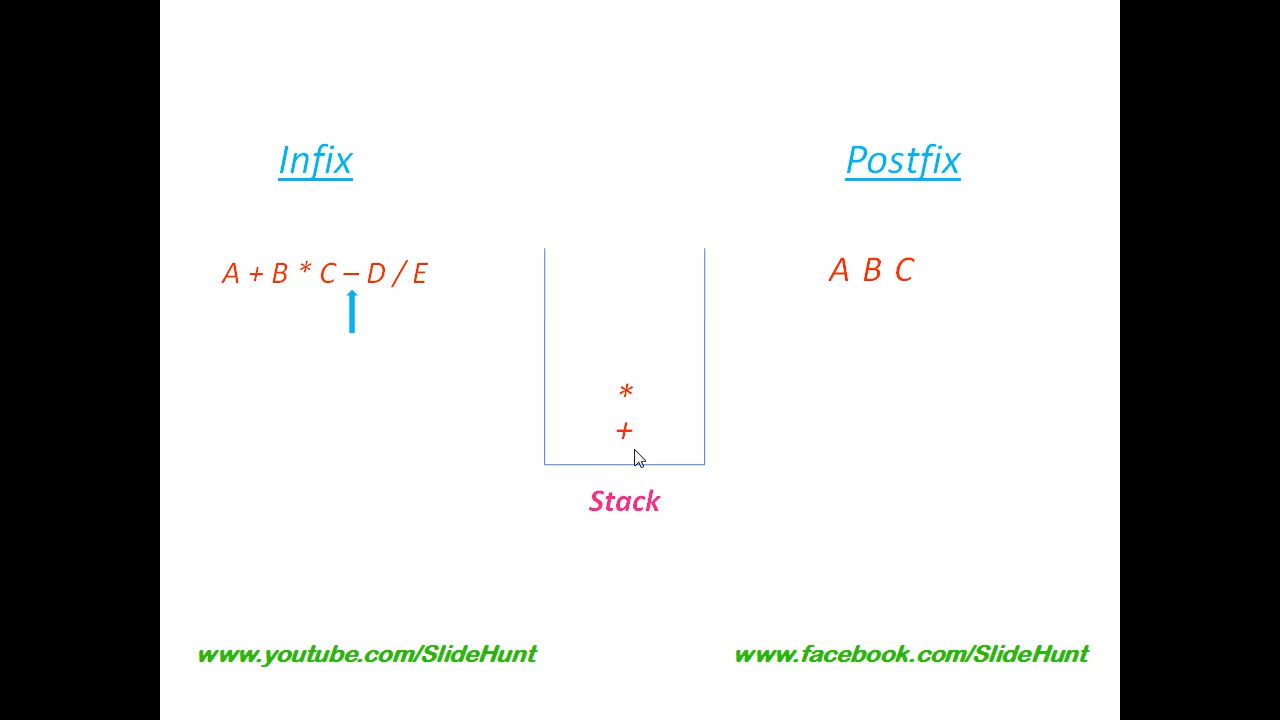 Infix
Postfix
A + B * C – D / E
A B C
*
+
Stack
www.youtube.com/SlideHunt
www.facebook.com/SlideHunt